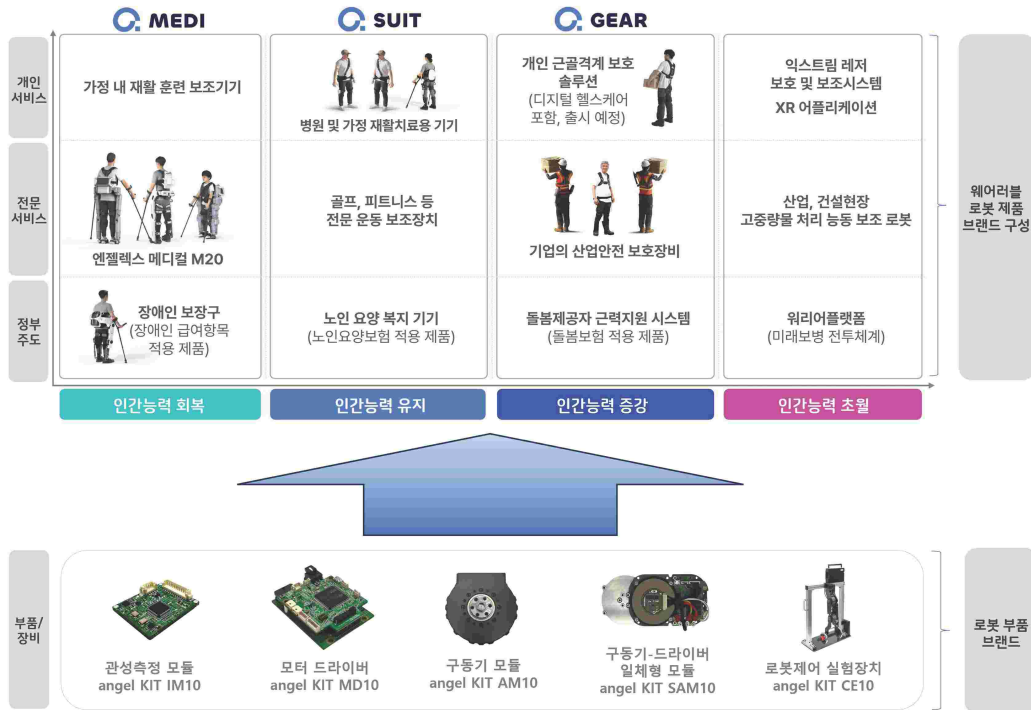 MEDI
SUIT
GEAR
개인
서비스
가정 내 재활 훈련 보조기기
병원 및 가정 재활치료용 기기
개인 근골격계 보호
솔루션
(디지털 헬스케어
포함, 출시 예정)
익스트림 레저
보호 및 보조시스템
XR 어플리케이션
전문
서비스
엔젤렉스 메디컬 M20
골프, 피트니스 등
전문 운동 보조장치
기업의 산업안전 보호장비
산업, 건설현장
고중량물 처리 능동 보조 로봇
웨어러블
로봇 제품
브랜드 구성
정부
주도
장애인 보장구
(장애인 급여항목
적용 제품)
노인 요양 복지 기기
(노인요양보험 적용 제품)
돌봄제공자 근력지원 시스템
(돌봄보험 적용 제품)
워리어플랫폼
(미래보병 전투체계)
인간능력 회복
인간능력 유지
인간능력 증강
인간능력 초월
부품/
장비
관성측정 모듈
angel KIT IM10
모터 드라이버
angel KIT MD10
구동기 모듈
angel KIT AM10
구동기-드라이버
일체형 모듈
angel KIT SAM10
로봇제어 실험장치
angel KIT CE10
로봇 부품
브랜드